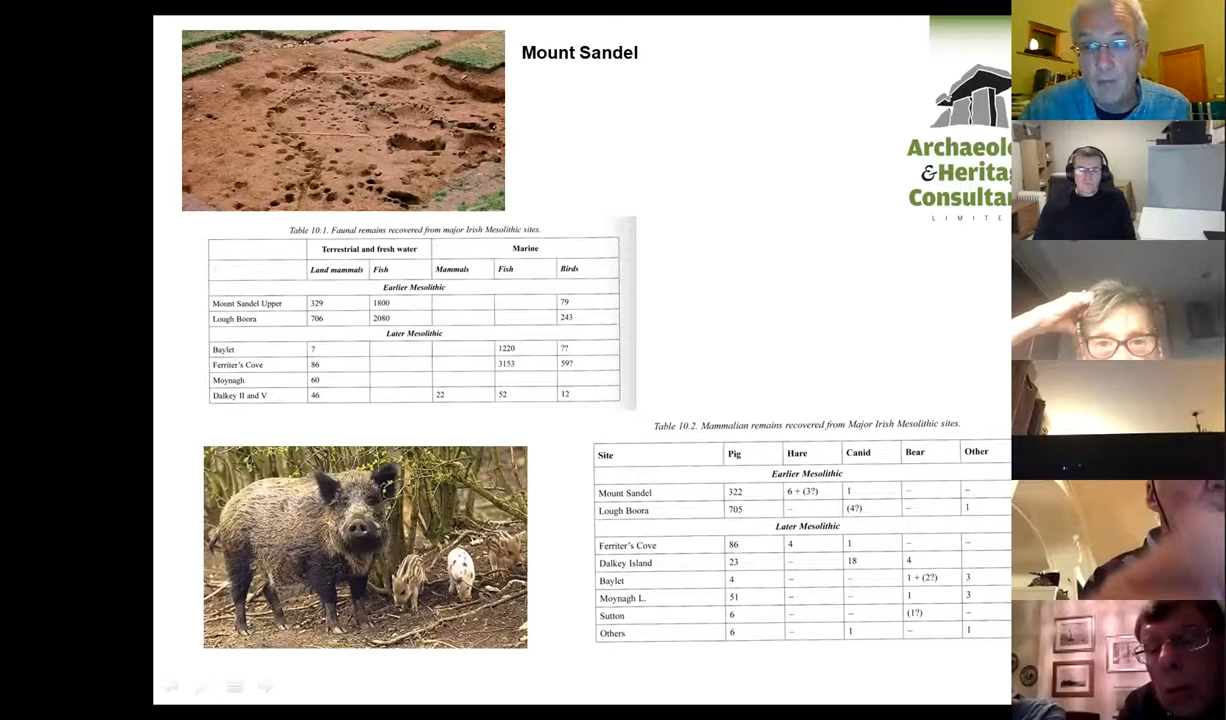 Mount Sandel
Archaeolo
& Herita
Consultan
LIMITE
Table 10:1. Faunal remains recovered from major Irish Mesolithic sites.
Terrestrial and fresh water Marine
Land mammals Fish Mammals Fish Birds
Earlier Mesolithic
Mount Sandel Upper 329 1800 79
Lough Boora 706 2080 243
Later Mesolithic
Baylet 7 1220 ??
Ferriter's Cove 86 3153 59?
Moynagh 60
Dalkey II and V 46 22 52 12
Table 10.2. Mammalian remains recovered from Major Irish Mesolithic sites.
Site Pig Hare Canid Bear Other
Earlier Mesolithic
Mount Sandel 322 6 + (3?) 1 – –
Lough Boora 705 – (4?) – 1
Later Mesolithic
Ferriter's Cove 86 4 1 – –
Dalkey Island 23 – 18 4
Baylet 4 – – 1 + (2?) 3
Moynagh L. 51 – – 1 3
Sutton 6 – – (1?) –
Others 6 – 1 – 1